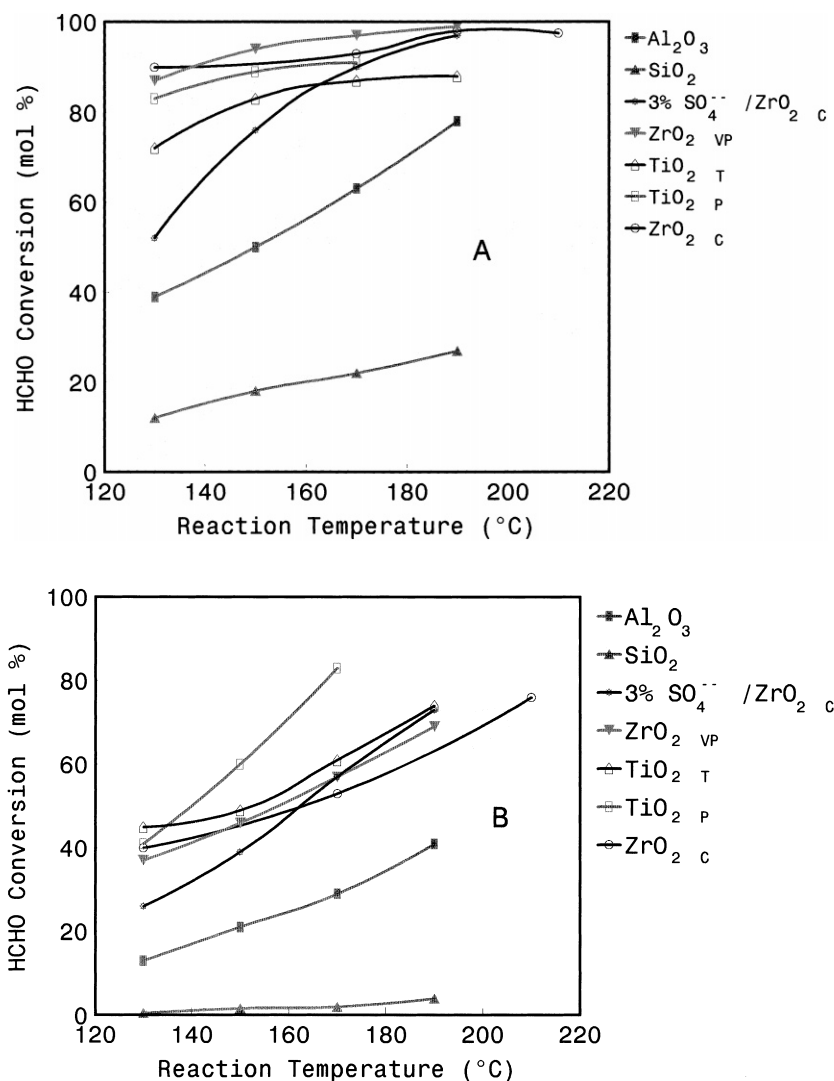 100
80
60
40
20
0
HCHO Conversion (mol %)
120 140 160 180 200 220
Reaction Temperature (°C)
A
Al2O3
SiO2
3% SO4-- /ZrO2 C
ZrO2 VP
TiO2 T
TiO2 P
ZrO2 C
100
80
60
40
20
0
HCHO Conversion (mol %)
120 140 160 180 200 220
Reaction Temperature (°C)
B
Al2O3
SiO2
3% SO4-- /ZrO2 C
ZrO2 VP
TiO2 T
TiO2 P
ZrO2 C